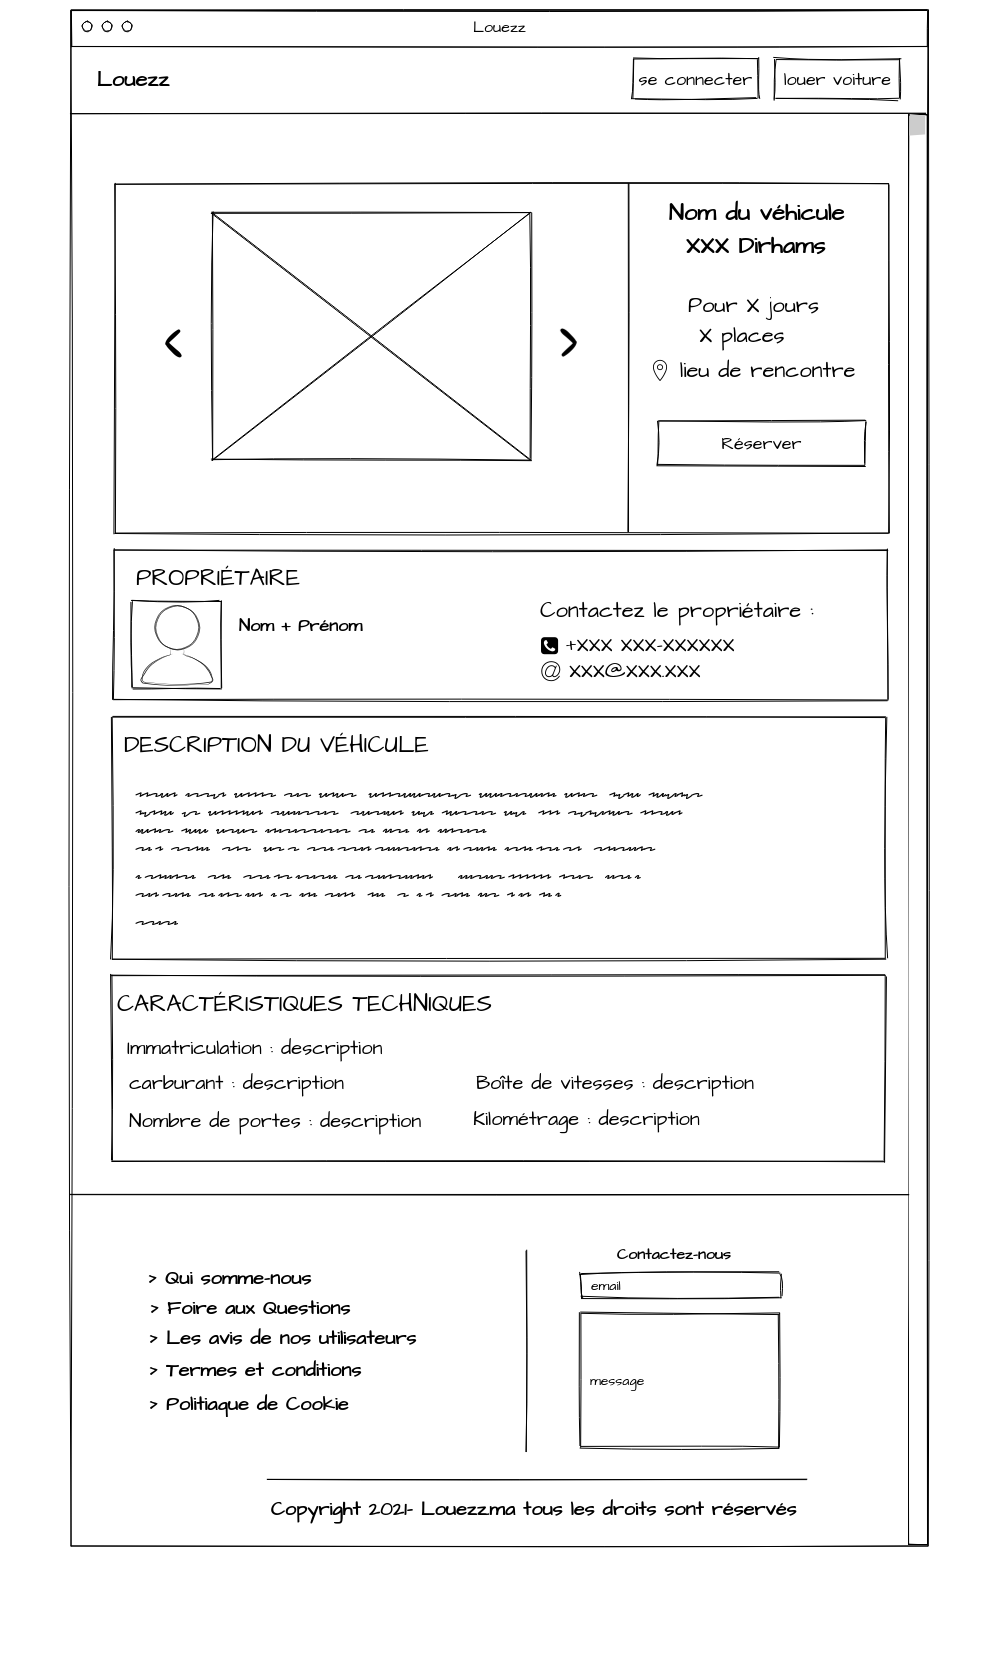 Louezz
Louezz
se connecter
louer voiture
Nom du véhicule
XXX Dirhams
Pour X jours
X places
lieu de rencontre
Réserver
PROPRIÉTAIRE
Nom + Prénom
Contactez le propriétaire :
+XXX XXX-XXXXXX
XXX@XXX.XXX
DESCRIPTION DU VÉHICULE
CARACTÉRISTIQUES TECHNIQUES
Immatriculation : description
carburant : description
Boîte de vitesses : description
Nombre de portes : description
Kilométrage : description
> Qui somme-nous
> Foire aux Questions
> Les avis de nos utilisateurs
> Termes et conditions
> Politiaque de Cookie
Contactez-nous
email
message
Copyright 2021- Louezz.ma tous les droits sont réservés